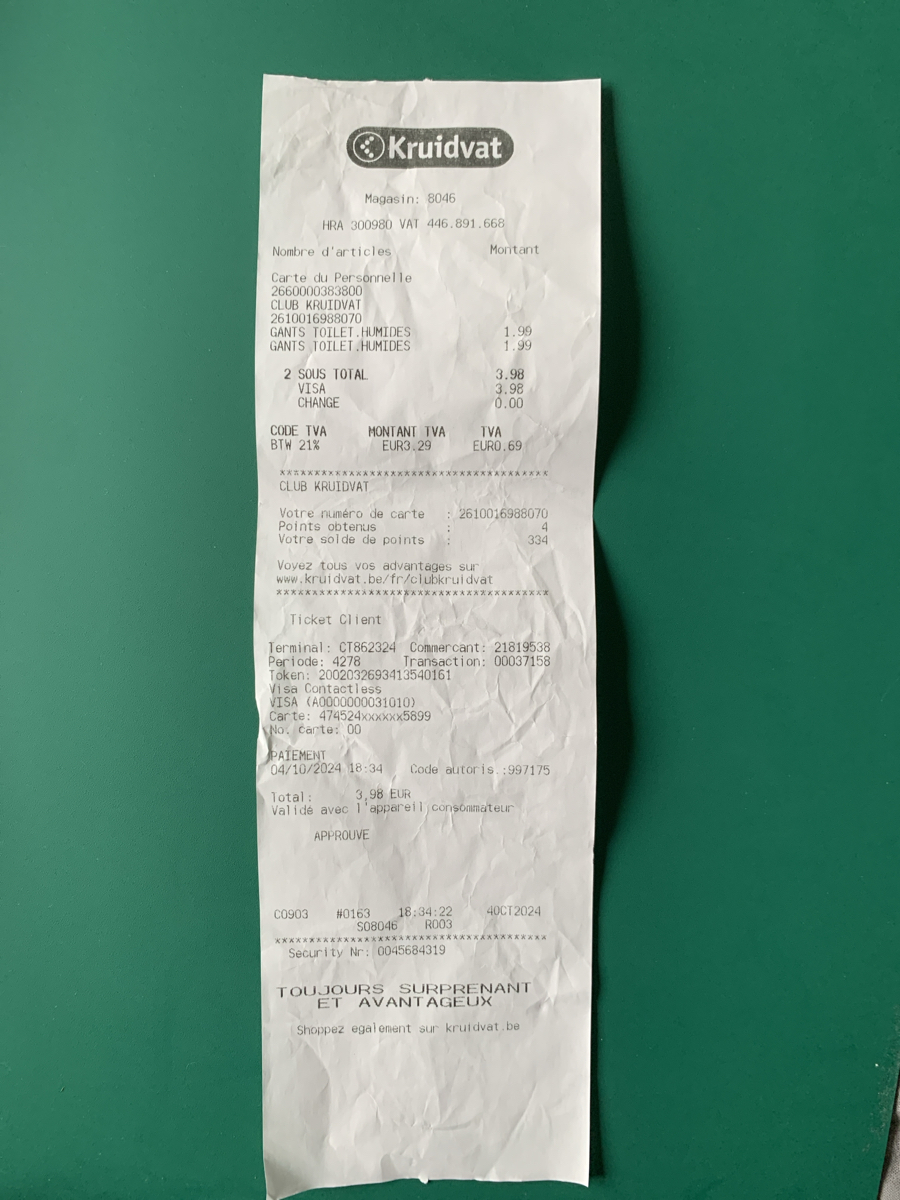 Kruidvat
Magasin: 8046
HRA 300980 VAT 446.891.668
Nombre d'articles Montant
Carte du Personnelle
2660000383800
CLUB KRUIDVAT
2610016988070
GANTS TOILET.HUMIDES 1.99
GANTS TOILET.HUMIDES 1.99
2 SOUS TOTAL 3.98
VISA 3.98
CHANGE 0.00
CODE TVA MONTANT TVA TVA
BTW 21% EUR3.29 EUR0.69
***************************************
CLUB KRUIDVAT
Votre numéro de carte : 2610016988070
Points obtenus : 4
Votre solde de points : 334
Voyez tous vos advantages sur
www.kruidvat.be/fr/clubkruidvat
***************************************
Ticket Client
Terminal: CT862324 Commercant: 21819538
Periode: 4278 Transaction: 00037158
Token: 2002032693413540161
Visa Contactless
VISA (A0000000031010)
Carte: 474524xxxxxx5899
No. carte: 00
PAIEMENT
04/10/2024 18:34 Code autoris.:997175
Total: 3,98 EUR
Validé avec l'appareil consommateur
APPROUVE
C0903 #0163 18:34:22 4OCT2024
S08046 R003
***************************************
Security Nr: 0045684319
TOUJOURS SURPRENANT
ET AVANTAGEUX
Shoppez egalement sur kruidvat.be